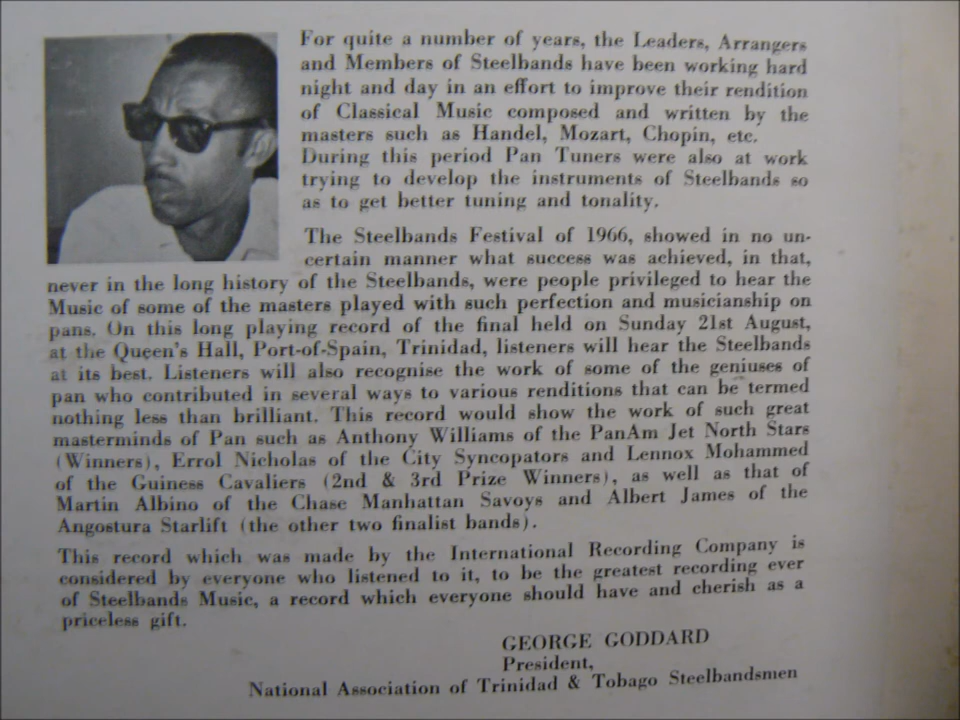 For quite a number of years, the Leaders, Arrangers
and Members of Steelbands have been working hard
night and day in an effort to improve their rendition
of Classical Music composed and written by the
masters such as Handel, Mozart, Chopin, etc.
During this period Pan Tuners were also at work
trying to develop the instruments of Steelbands so
as to get better tuning and tonality.
The Steelbands Festival of 1966, showed in no un-
certain manner what success was achieved, in that,
never in the long history of the Steelbands, were people privileged to hear the
Music of some of the masters played with such perfection and musicianship on
pans. On this long playing record of the final held on Sunday 21st August,
at the Queen's Hall, Port-of-Spain, Trinidad, listeners will hear the Steelbands
at its best. Listeners will also recognise the work of some of the geniuses of
pan who contributed in several ways to various renditions that can be termed
nothing less than brilliant. This record would show the work of such great
masterminds of Pan such as Anthony Williams of the PanAm Jet North Stars
(Winners), Errol Nicholas of the City Syncopators and Lennox Mohammed
of the Guiness Cavaliers (2nd & 3rd Prize Winners), as well as that of
Martin Albino of the Chase Manhattan Savoys and Albert James of the
Angostura Starlift (the other two finalist bands).
This record which was made by the International Recording Company is
considered by everyone who listened to it, to be the greatest recording ever
of Steelbands Music, a record which everyone should have and cherish as a
priceless gift.
GEORGE GODDARD
President,
National Association of Trinidad & Tobago Steelbandsmen